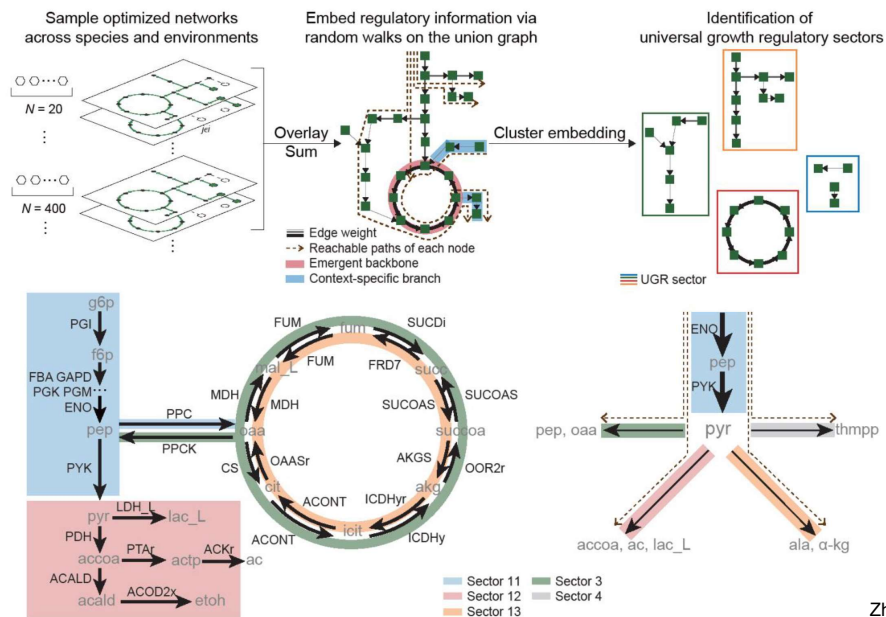 Sample optimized networks
across species and environments
Embed regulatory information via
random walks on the union graph
Identification of
universal growth regulatory sectors
N = 20
jei
N = 400
Overlay
Sum
Cluster embedding
Edge weight
Reachable paths of each node
Emergent backbone
Context-specific branch
UGR sector
g6p
PGI
f6p
FBA GAPD
PGK PGM
ENO
pep
PYK
PPC
PPCK
pyr
LDH_L
lac_L
PDH
accoa
PTAr
actp
ACKr
ac
ACALD
acald
ACOD2x
etoh
FUM
fum
SUCDi
mal_L
FUM
FRD7
succ
MDH
MDH
SUCOAS
SUCOAS
oaa
succoa
CS
OAASr
AKGS
OOR2r
cit
akg
ACONT
ICDHyr
ACONT
icit
ICDHy
ENO
pep
PYK
pyr
pep, oaa
thmpp
accoa, ac, lac_L
ala, α-kg
Sector 11
Sector 3
Sector 12
Sector 4
Sector 13
Zh